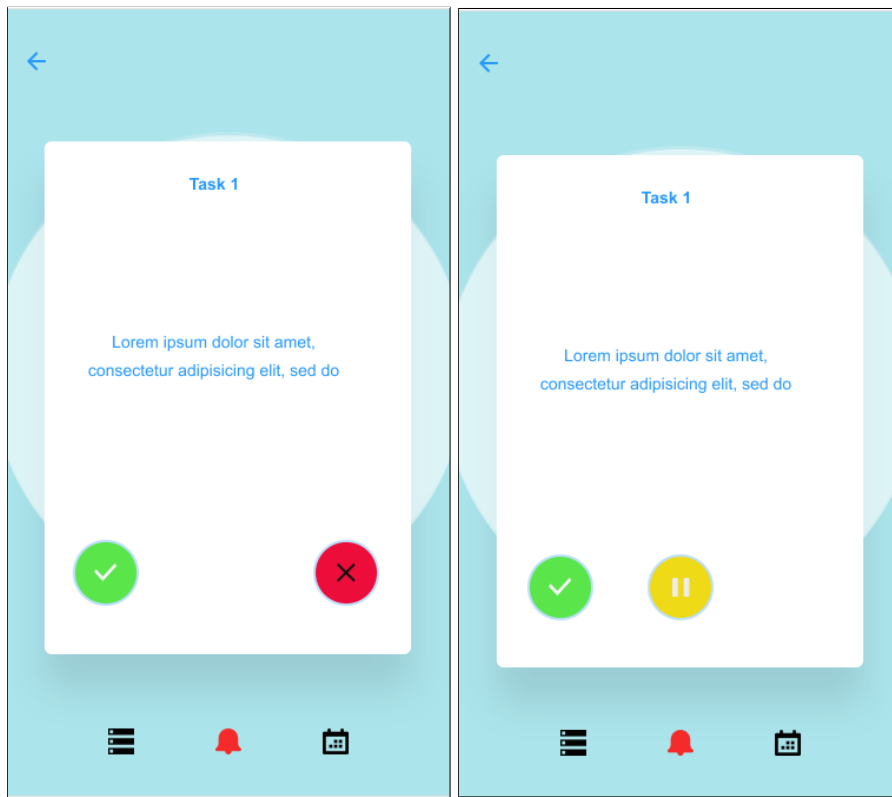 Task 1
Lorem ipsum dolor sit amet,
consectetur adipisicing elit, sed do
Task 1
Lorem ipsum dolor sit amet,
consectetur adipisicing elit, sed do